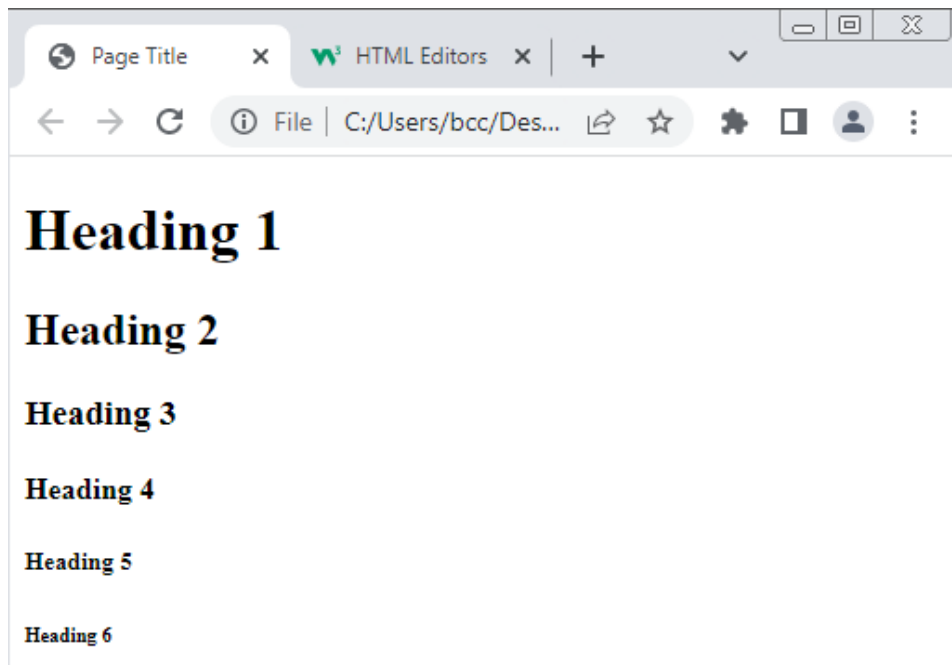 Page Title
W3 HTML Editors
File C:/Users/bcc/Des...
Heading 1
Heading 2
Heading 3
Heading 4
Heading 5
Heading 6